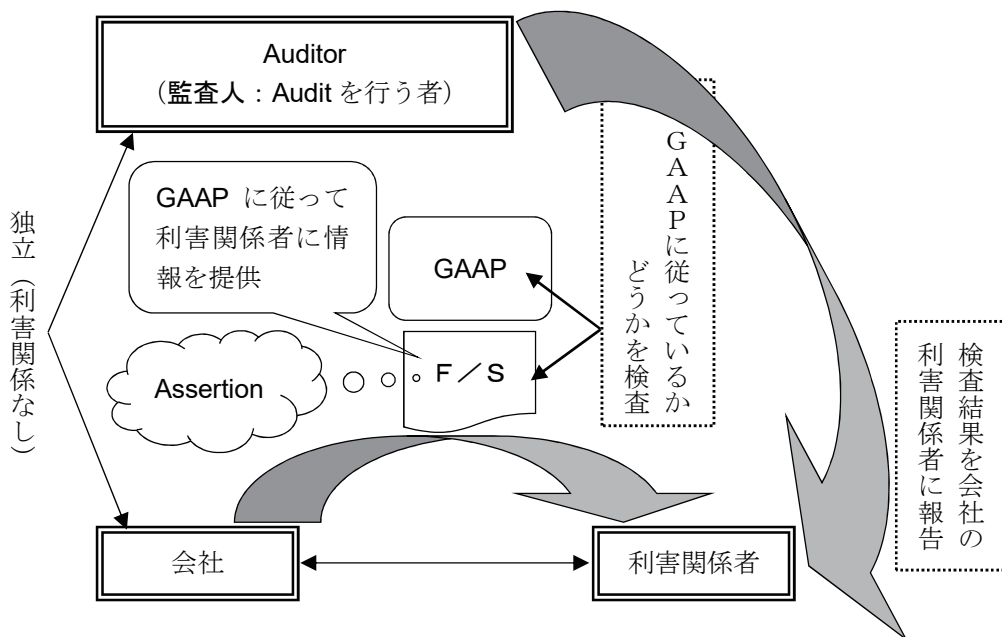 Auditor
（監査人：Audit を行う者）
GAAP に従って
利害関係者に情
報を提供
GAAP
F／S
Assertion
独立（利害関係なし）
GAAPに従っているか
どうかを検査
検査結果を会社の
利害関係者に報告
会社
利害関係者